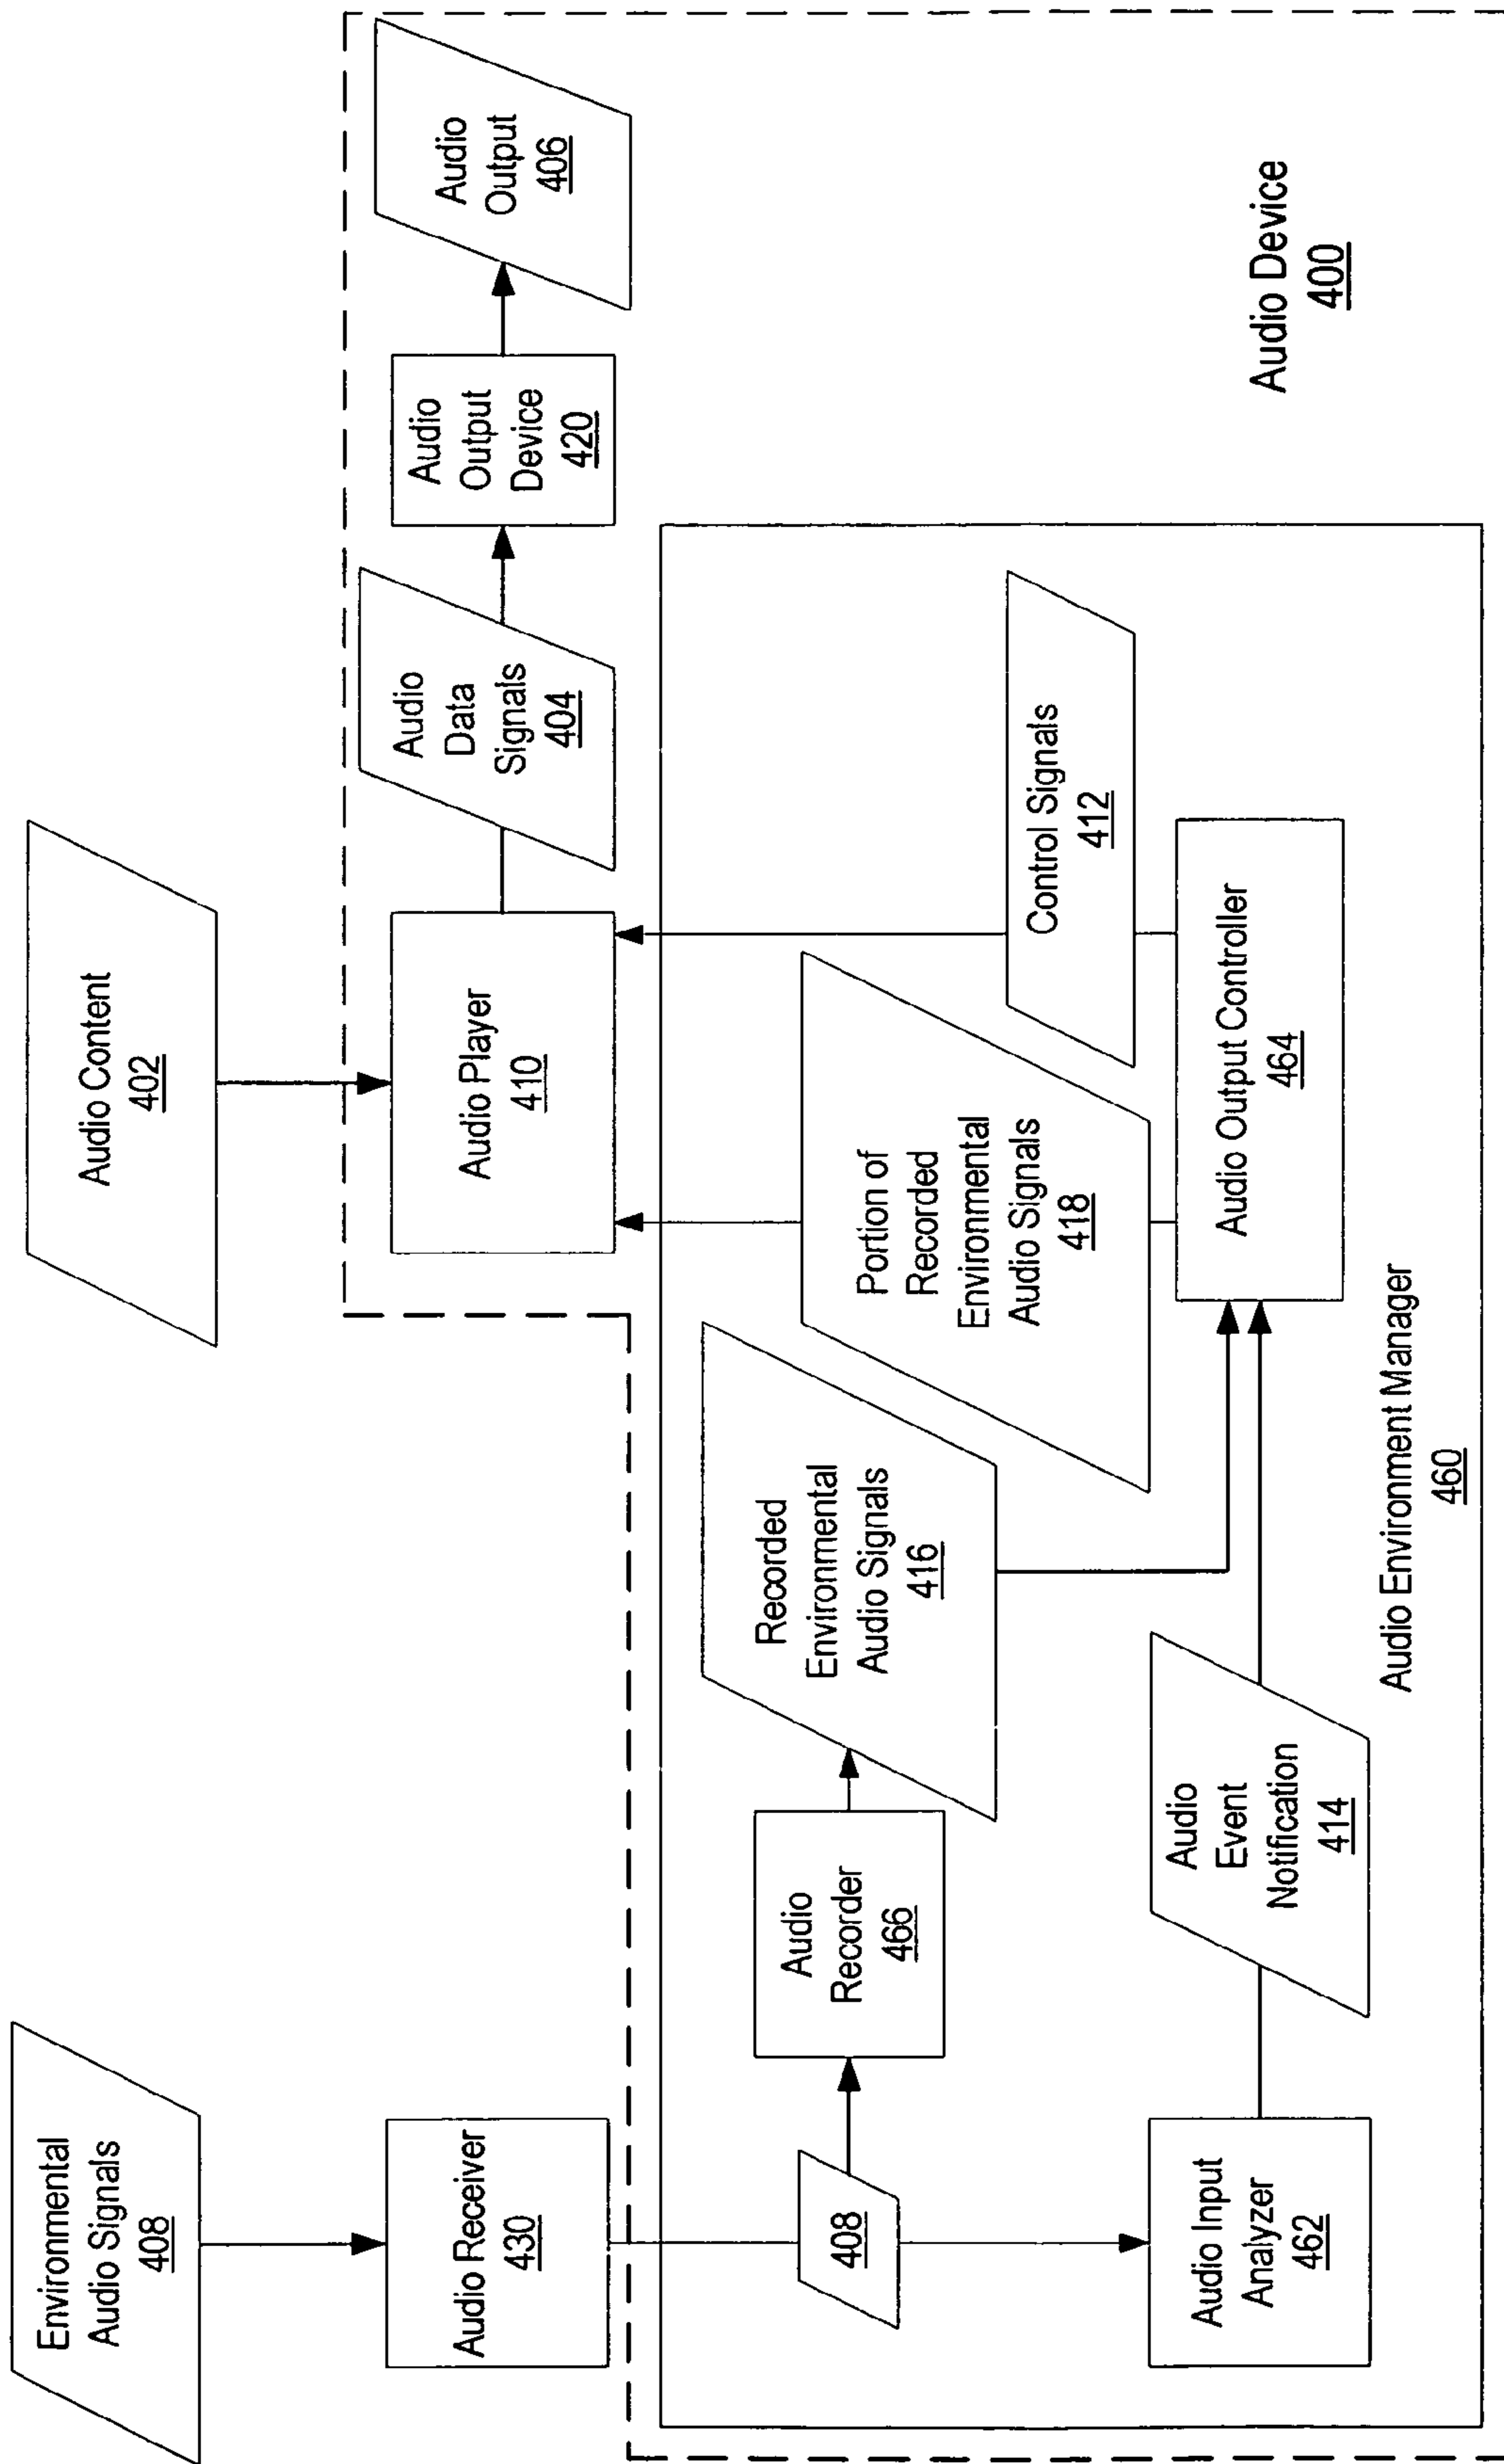 Environmental
Audio Signals
408
Audio Content
402
Audio Receiver
430
Audio Player
410
Audio
Data
Signals
404
Audio
Output
Device
420
Audio
Output
406
408
Audio
Recorder
466
Recorded
Environmental
Audio Signals
416
Portion of
Recorded
Environmental
Audio Signals
418
Control Signals
412
Audio Input
Analyzer
462
Audio
Event
Notification
414
Audio Output Controller
464
Audio Environment Manager
460
Audio Device
400